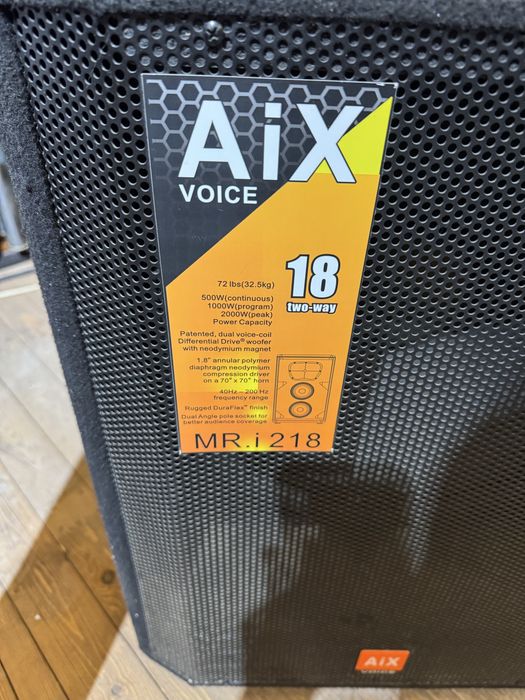 AiX
VOICE
72 lbs(32.5kg)
18
two-way
500W(continuous)
1000W(program)
2000W(peak)
Power Capacity
Patented, dual voice-coil
Differential Drive® woofer
with neodymium magnet
1.8" annular polymer
diaphragm neodymium
compression driver
on a 70° x 70° horn
40Hz – 200 Hz
frequency range
Rugged DuraFlex™ finish
Dual Angle pole socket for
better audience coverage
MR.i 218
AiX
VOICE